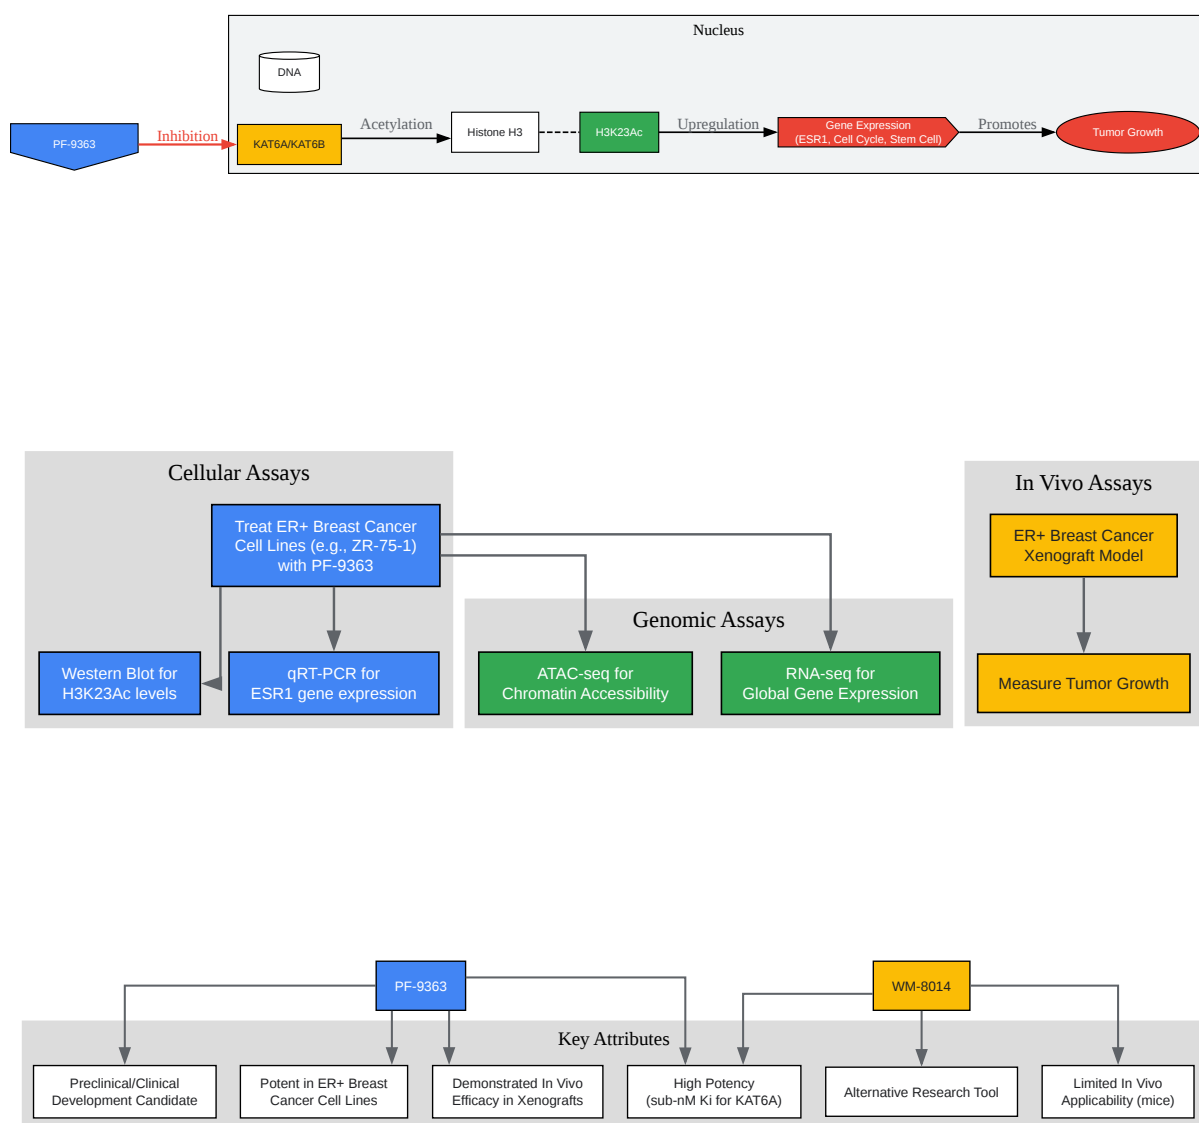 Nucleus
DNA
PF-9363
Inhibition
KAT6A/KAT6B
Acetylation
Histone H3
H3K23Ac
Upregulation
Gene Expression
(ESR1, Cell Cycle, Stem Cell)
Promotes
Tumor Growth
Cellular Assays
Treat ER+ Breast Cancer
Cell Lines (e.g., ZR-75-1)
with PF-9363
Western Blot for
H3K23Ac levels
qRT-PCR for
ESR1 gene expression
Genomic Assays
ATAC-seq for
Chromatin Accessibility
RNA-seq for
Global Gene Expression
In Vivo Assays
ER+ Breast Cancer
Xenograft Model
Measure Tumor Growth
PF-9363
WM-8014
Key Attributes
Preclinical/Clinical
Development Candidate
Potent in ER+ Breast
Cancer Cell Lines
Demonstrated In Vivo
Efficacy in Xenografts
High Potency
(sub-nM Ki for KAT6A)
Alternative Research Tool
Limited In Vivo
Applicability (mice)